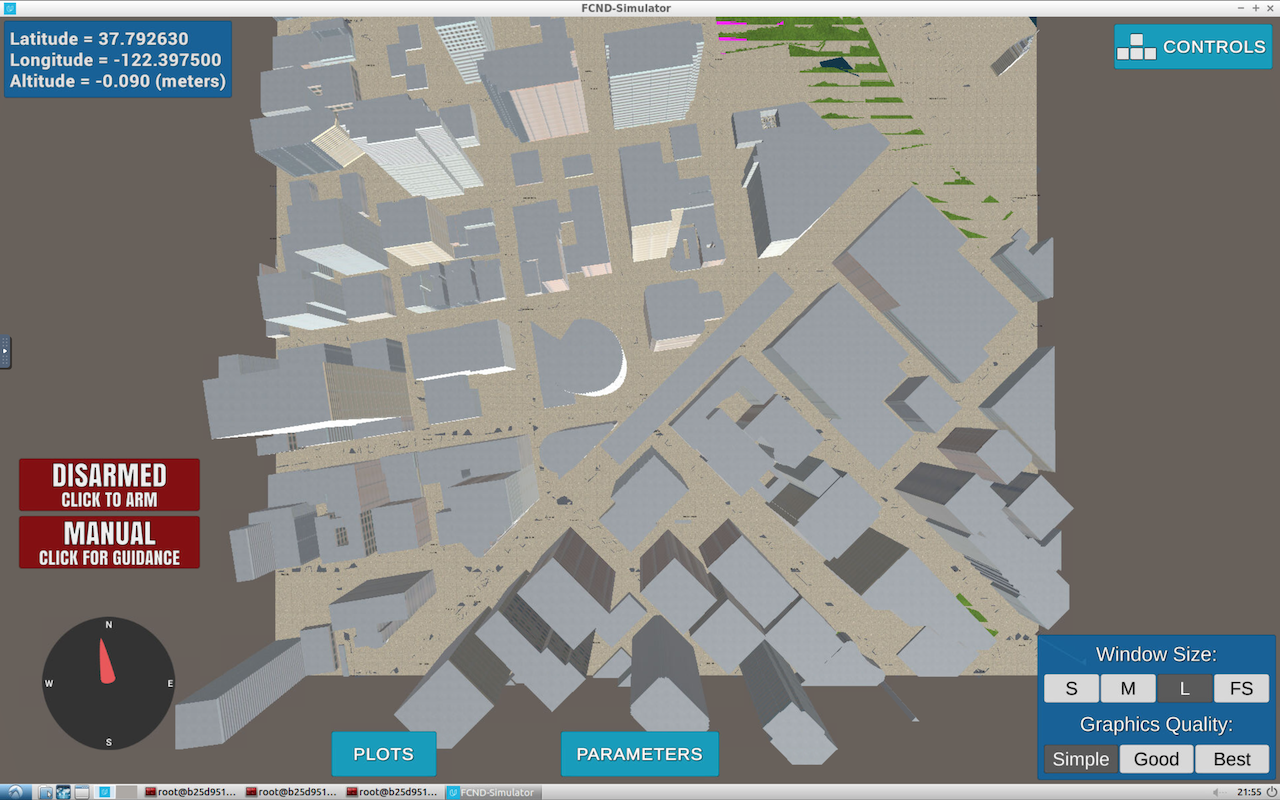 FCND-Simulator
Latitude = 37.792630
Longitude = -122.397500
Altitude = -0.090 (meters)
CONTROLS
DISARMED
CLICK TO ARM
MANUAL
CLICK FOR GUIDANCE
N
W
E
S
PLOTS
PARAMETERS
Window Size:
S M L FS
Graphics Quality:
Simple Good Best
root@b25d951... root@b25d951... root@b25d951... FCND-Simulator 21:55